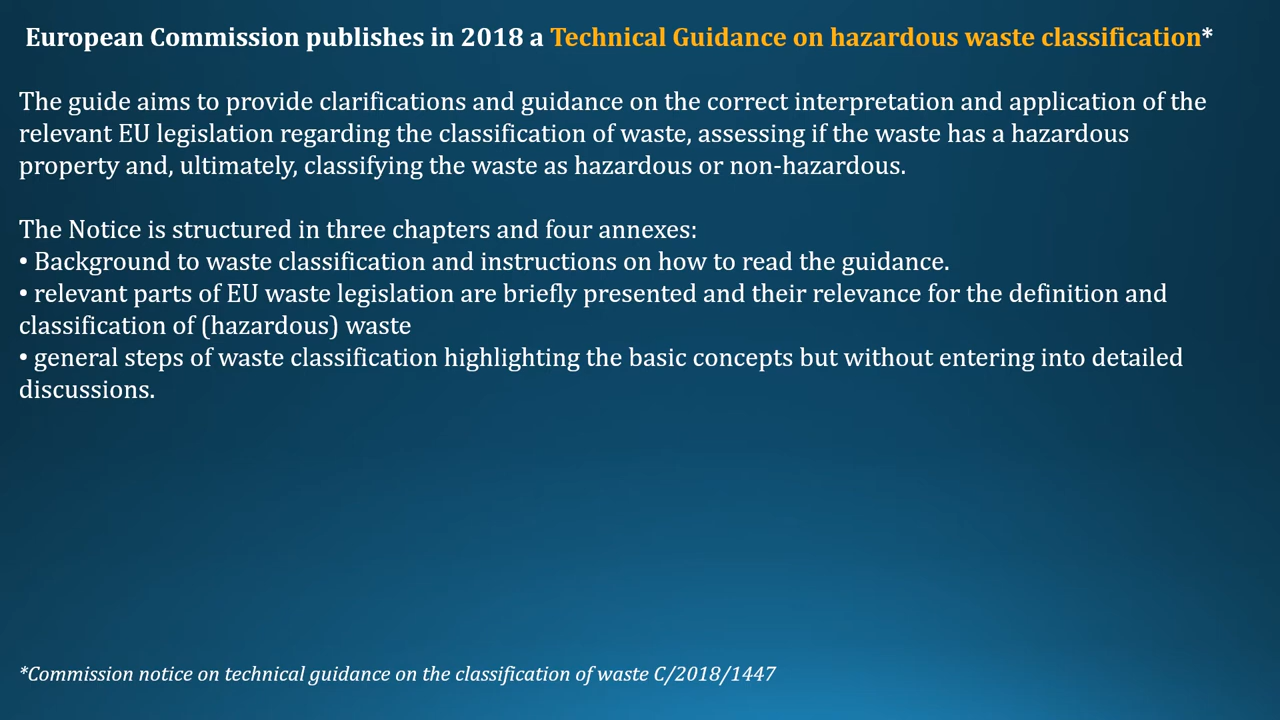 European Commission publishes in 2018 a Technical Guidance on hazardous waste classification*
The guide aims to provide clarifications and guidance on the correct interpretation and application of the
relevant EU legislation regarding the classification of waste, assessing if the waste has a hazardous
property and, ultimately, classifying the waste as hazardous or non-hazardous.
The Notice is structured in three chapters and four annexes:
• Background to waste classification and instructions on how to read the guidance.
• relevant parts of EU waste legislation are briefly presented and their relevance for the definition and
classification of (hazardous) waste
• general steps of waste classification highlighting the basic concepts but without entering into detailed
discussions.
*Commission notice on technical guidance on the classification of waste C/2018/1447